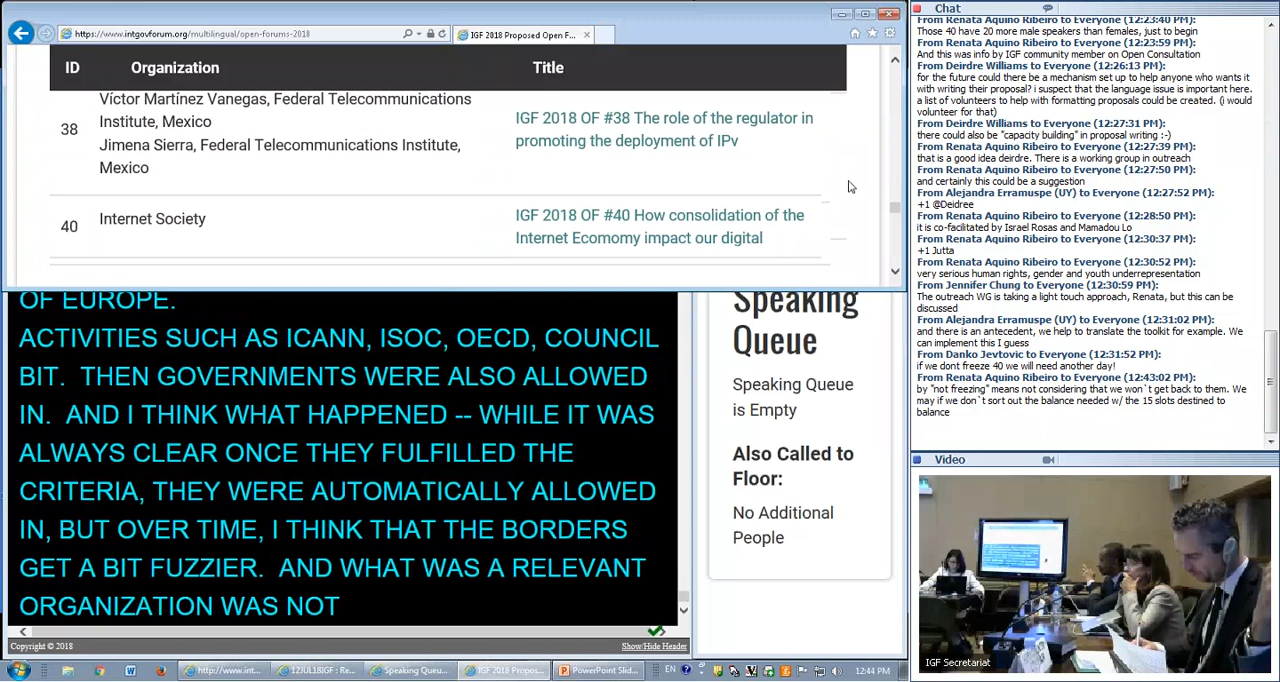 https://www.intgovforum.org/multilingual/open-forums-2018
IGF 2018 Proposed Open F...
ID
Organization
Title
38
Víctor Martínez Vanegas, Federal Telecommunications
Institute, Mexico
Jimena Sierra, Federal Telecommunications Institute,
Mexico
IGF 2018 OF #38 The role of the regulator in
promoting the deployment of IPv
40
Internet Society
IGF 2018 OF #40 How consolidation of the
Internet Ecomomy impact our digital
OF EUROPE.
ACTIVITIES SUCH AS ICANN, ISOC, OECD, COUNCIL
BIT. THEN GOVERNMENTS WERE ALSO ALLOWED
IN. AND I THINK WHAT HAPPENED -- WHILE IT WAS
ALWAYS CLEAR ONCE THEY FULFILLED THE
CRITERIA, THEY WERE AUTOMATICALLY ALLOWED
IN, BUT OVER TIME, I THINK THAT THE BORDERS
GET A BIT FUZZIER. AND WHAT WAS A RELEVANT
ORGANIZATION WAS NOT
Copyright © 2018
Show/Hide Header
Speaking
Queue
Speaking Queue
is Empty
Also Called to
Floor:
No Additional
People
Chat
From Renata Aquino Ribeiro to Everyone (12:23:40 PM):
Those 40 have 20 more male speakers than females, just to begin
From Renata Aquino Ribeiro to Everyone (12:23:59 PM):
And this was info by IGF community member on Open Consultation
From Deirdre Williams to Everyone (12:26:13 PM):
for the future could there be a mechanism set up to help anyone who wants it
with writing their proposal? i suspect that the language issue is important here.
a list of volunteers to help with formatting proposals could be created. (i would
volunteer for that)
From Deirdre Williams to Everyone (12:27:31 PM):
there could also be "capacity building" in proposal writing :-)
From Renata Aquino Ribeiro to Everyone (12:27:39 PM):
that is a good idea deirdre. There is a working group in outreach
From Renata Aquino Ribeiro to Everyone (12:27:50 PM):
and certainly this could be a suggestion
From Alejandra Erramuspe (UY) to Everyone (12:27:52 PM):
+1 @Deidree
From Renata Aquino Ribeiro to Everyone (12:28:50 PM):
it is co-facilitated by Israel Rosas and Mamadou Lo
From Renata Aquino Ribeiro to Everyone (12:30:37 PM):
+1 Jutta
From Renata Aquino Ribeiro to Everyone (12:30:52 PM):
very serious human rights, gender and youth underrepresentation
From Jennifer Chung to Everyone (12:30:59 PM):
The outreach WG is taking a light touch approach, Renata, but this can be
discussed
From Alejandra Erramuspe (UY) to Everyone (12:31:02 PM):
and there is an antecedent, we help to translate the toolkit for example. We
can implement this I guess
From Danko Jevtovic to Everyone (12:31:52 PM):
if we dont freeze 40 we will need another day!
From Renata Aquino Ribeiro to Everyone (12:43:02 PM):
by "not freezing" means not considering that we won`t get back to them. We
may if we don`t sort out the balance needed w/ the 15 slots destined to
balance
Video
IGF Secretariat
http://www.int...
12JUL18IGF : Re...
Speaking Queu...
IGF 2018 Propos...
PowerPoint Slid...
EN
12:44 PM